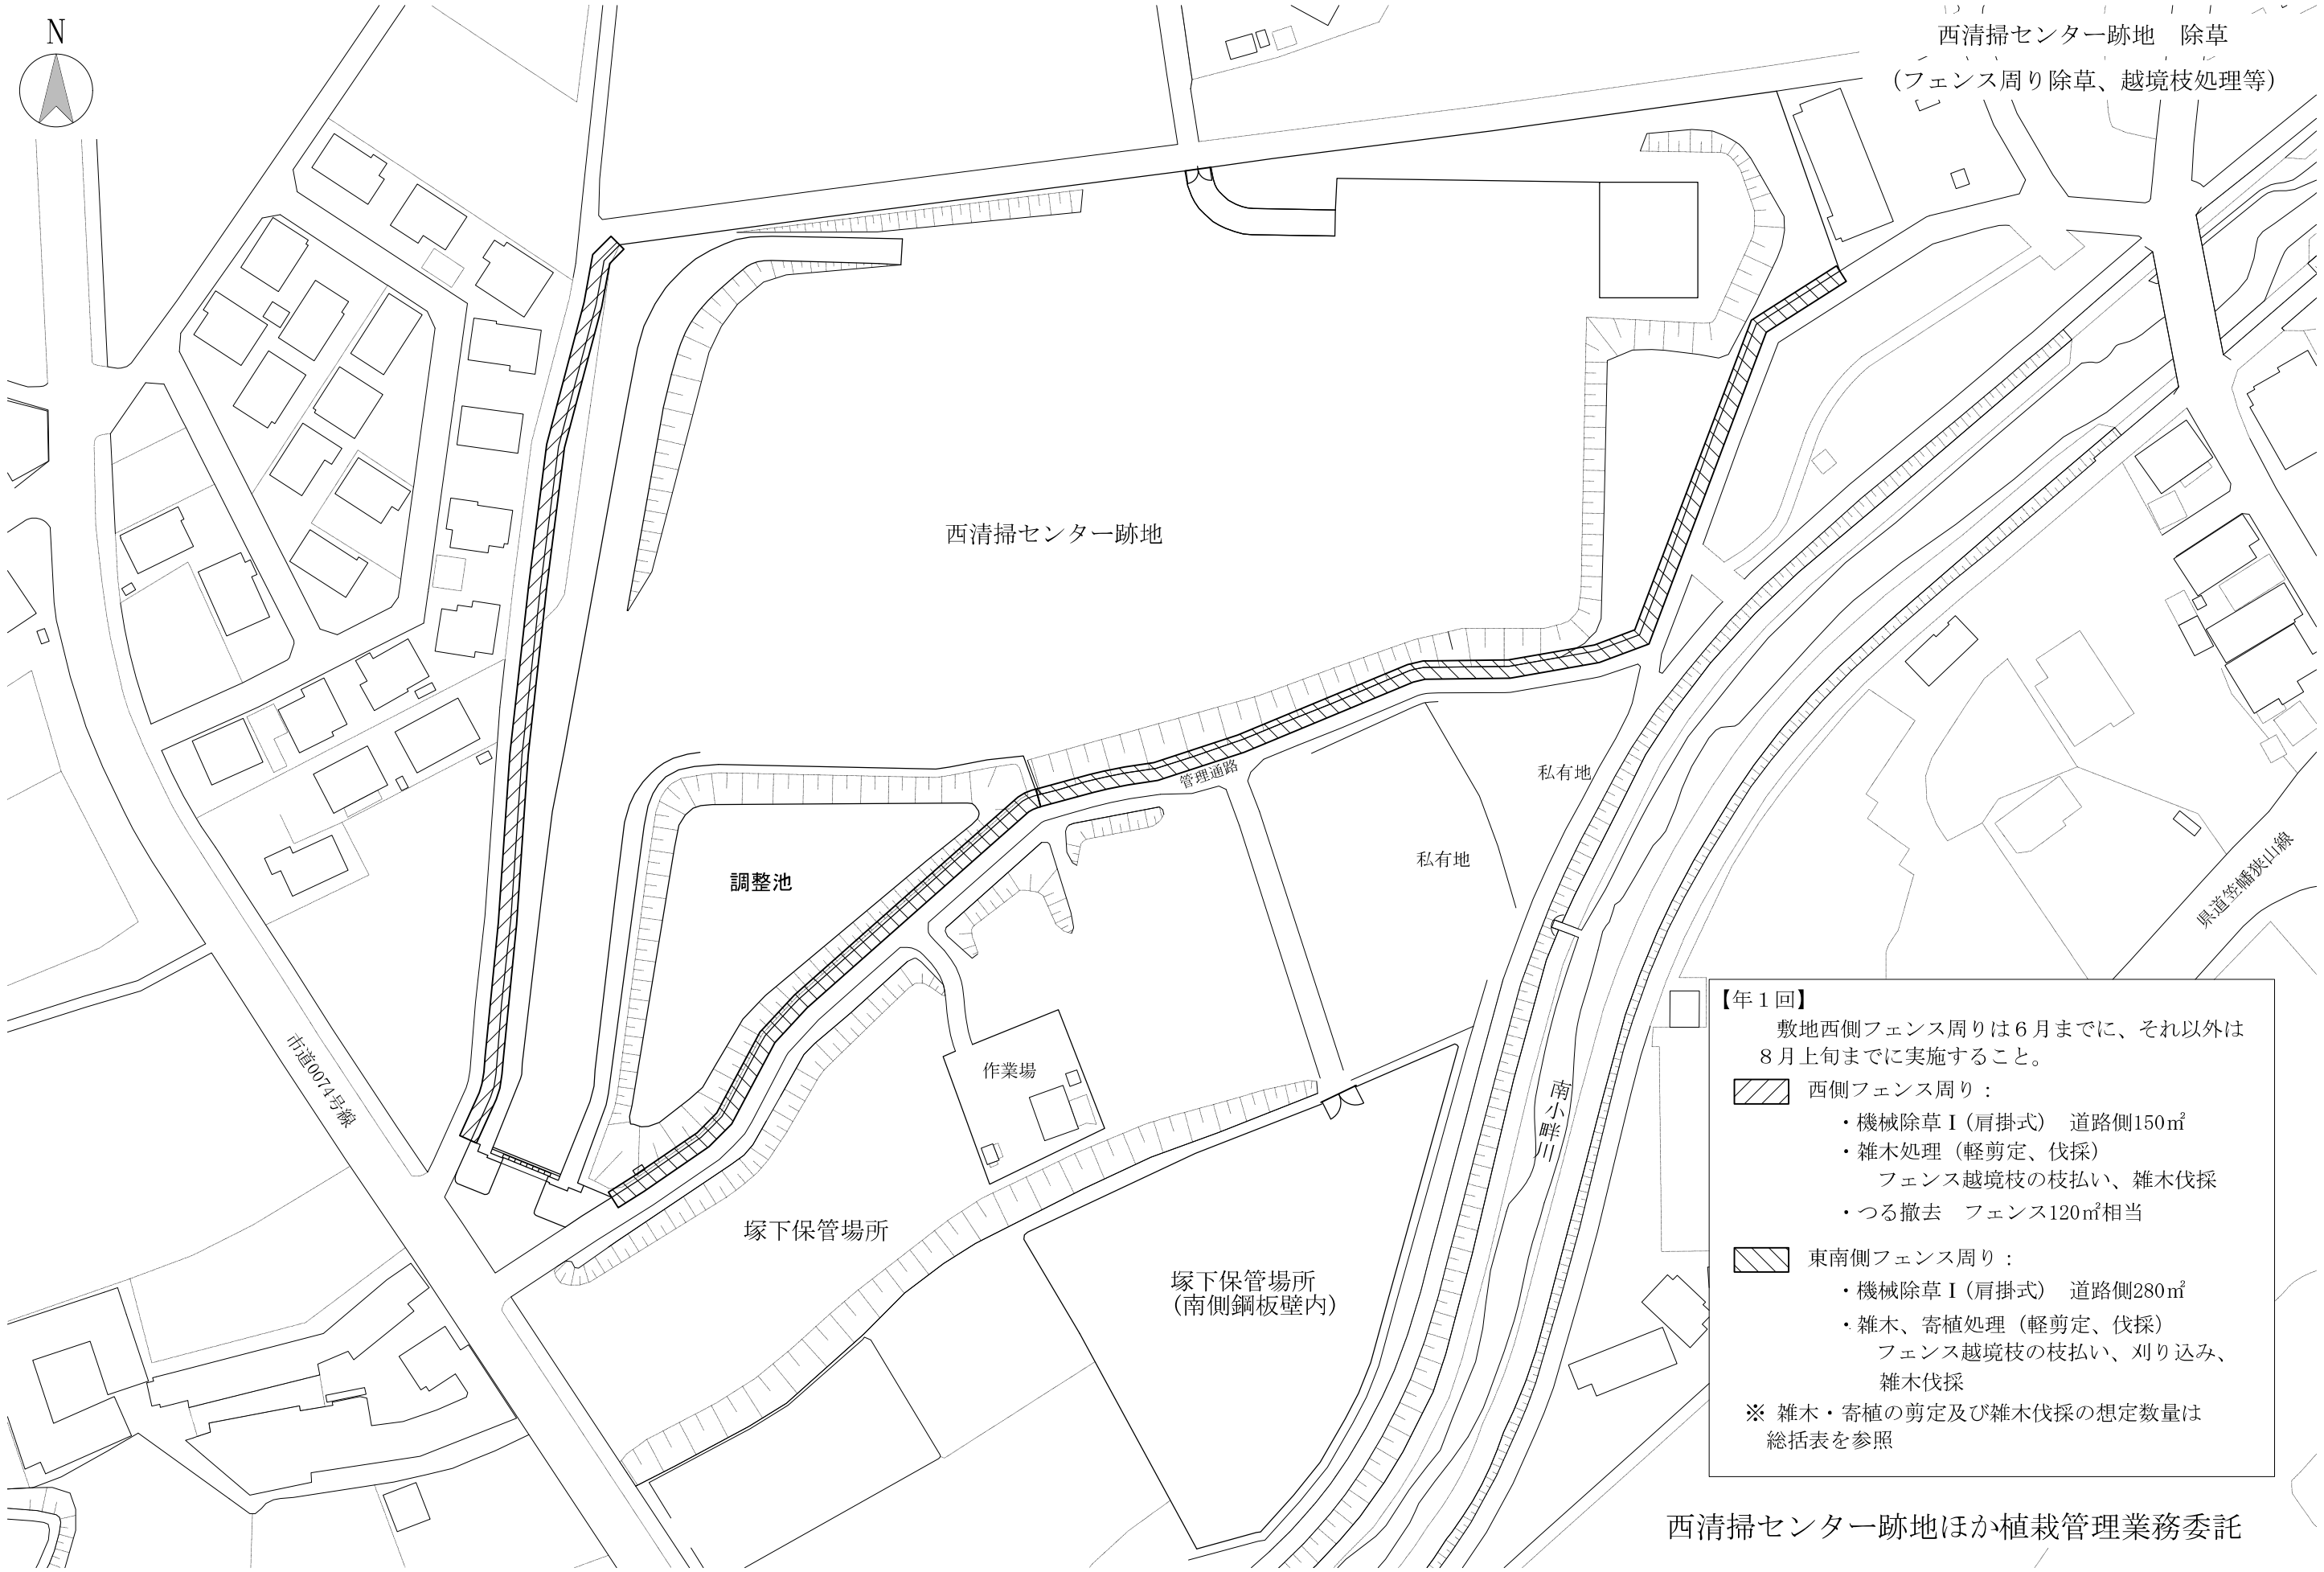 N
西清掃センター跡地　除草
（フェンス周り除草、越境枝処理等）
西清掃センター跡地
管理通路
私有地
私有地
調整池
作業場
市道0074号線
県道笠幡狭山線
南小畔川
塚下保管場所
塚下保管場所
（南側鋼板壁内）
【年１回】
敷地西側フェンス周りは６月までに、それ以外は
８月上旬までに実施すること。
西側フェンス周り：
・機械除草Ⅰ（肩掛式）　道路側150㎡
・雑木処理（軽剪定、伐採）
フェンス越境枝の枝払い、雑木伐採
・つる撤去　フェンス120㎡相当
東南側フェンス周り：
・機械除草Ⅰ（肩掛式）　道路側280㎡
・雑木、寄植処理（軽剪定、伐採）
フェンス越境枝の枝払い、刈り込み、
雑木伐採
※ 雑木・寄植の剪定及び雑木伐採の想定数量は
総括表を参照
西清掃センター跡地ほか植栽管理業務委託